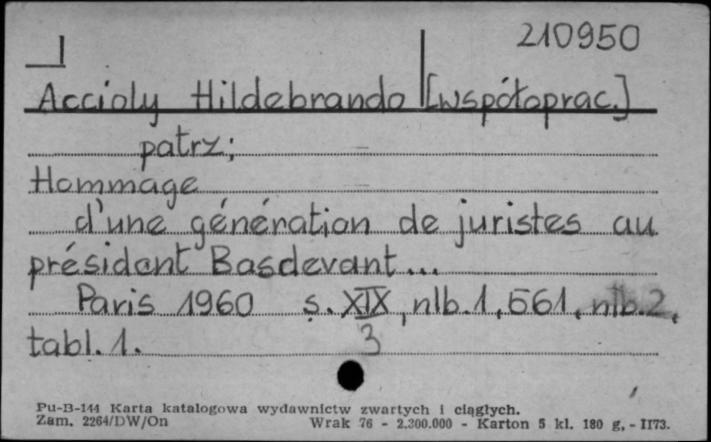 210950
Accioly Hildebrando [współoprac.]
patrz;
Hommage
d'une génération de juristes au
président Basdevant...
Paris 1960 s. XIX, nlb. 1, 561, nlb. 2,
tabl. 1. 3
Pu-B-144 Karta katalogowa wydawnictw zwartych i ciągłych.
Zam. 2264/DW/On Wrak 76 - 2.300.000 - Karton 5 kl. 180 g, - II73.